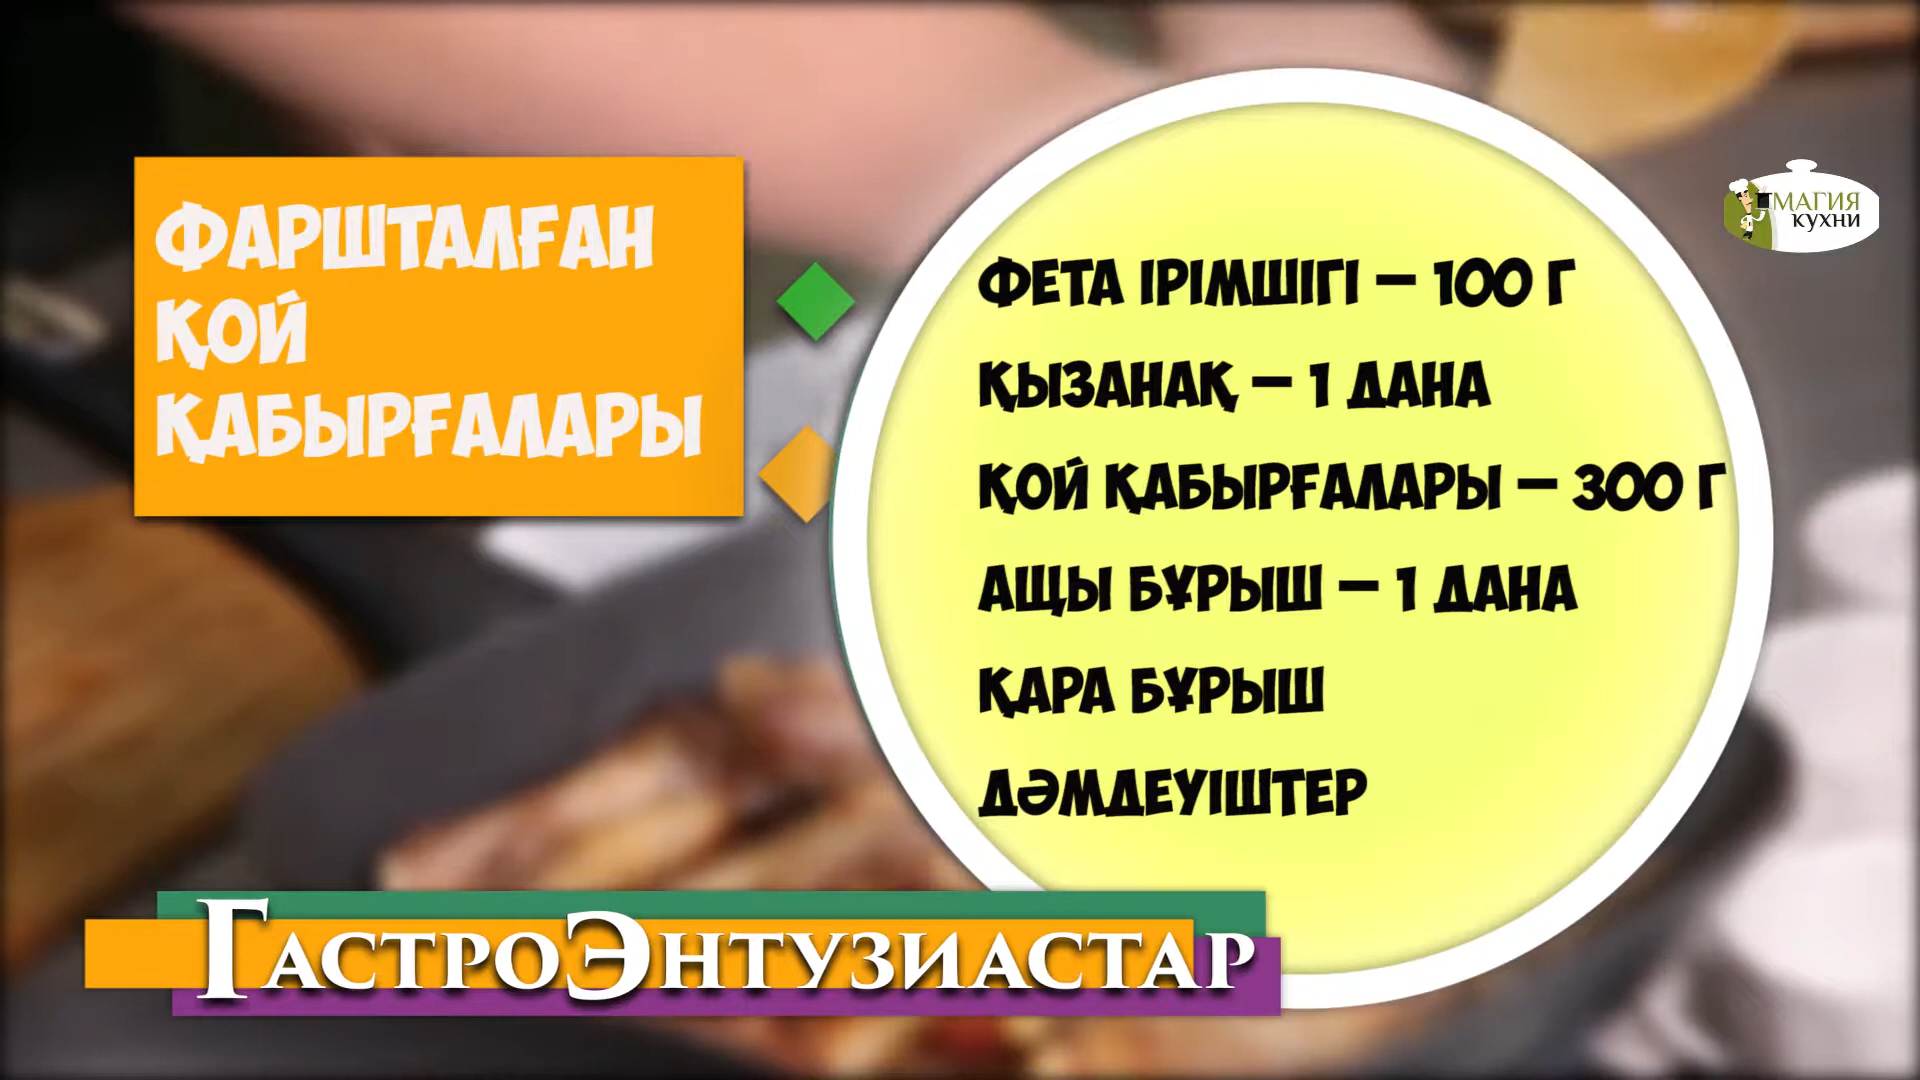 ФАРШТАЛҒАН
ҚОЙ
ҚАБЫРҒАЛАРЫ
ФЕТА ІРІМШІГІ – 100 Г
ҚЫЗАНАҚ – 1 ДАНА
ҚОЙ ҚАБЫРҒАЛАРЫ – 300 Г
АЩЫ БҰРЫШ – 1 ДАНА
ҚАРА БҰРЫШ
ДӘМДЕУІШТЕР
МАГИЯ
КУХНИ
ГАСТРОЭНТУЗИАСТАР